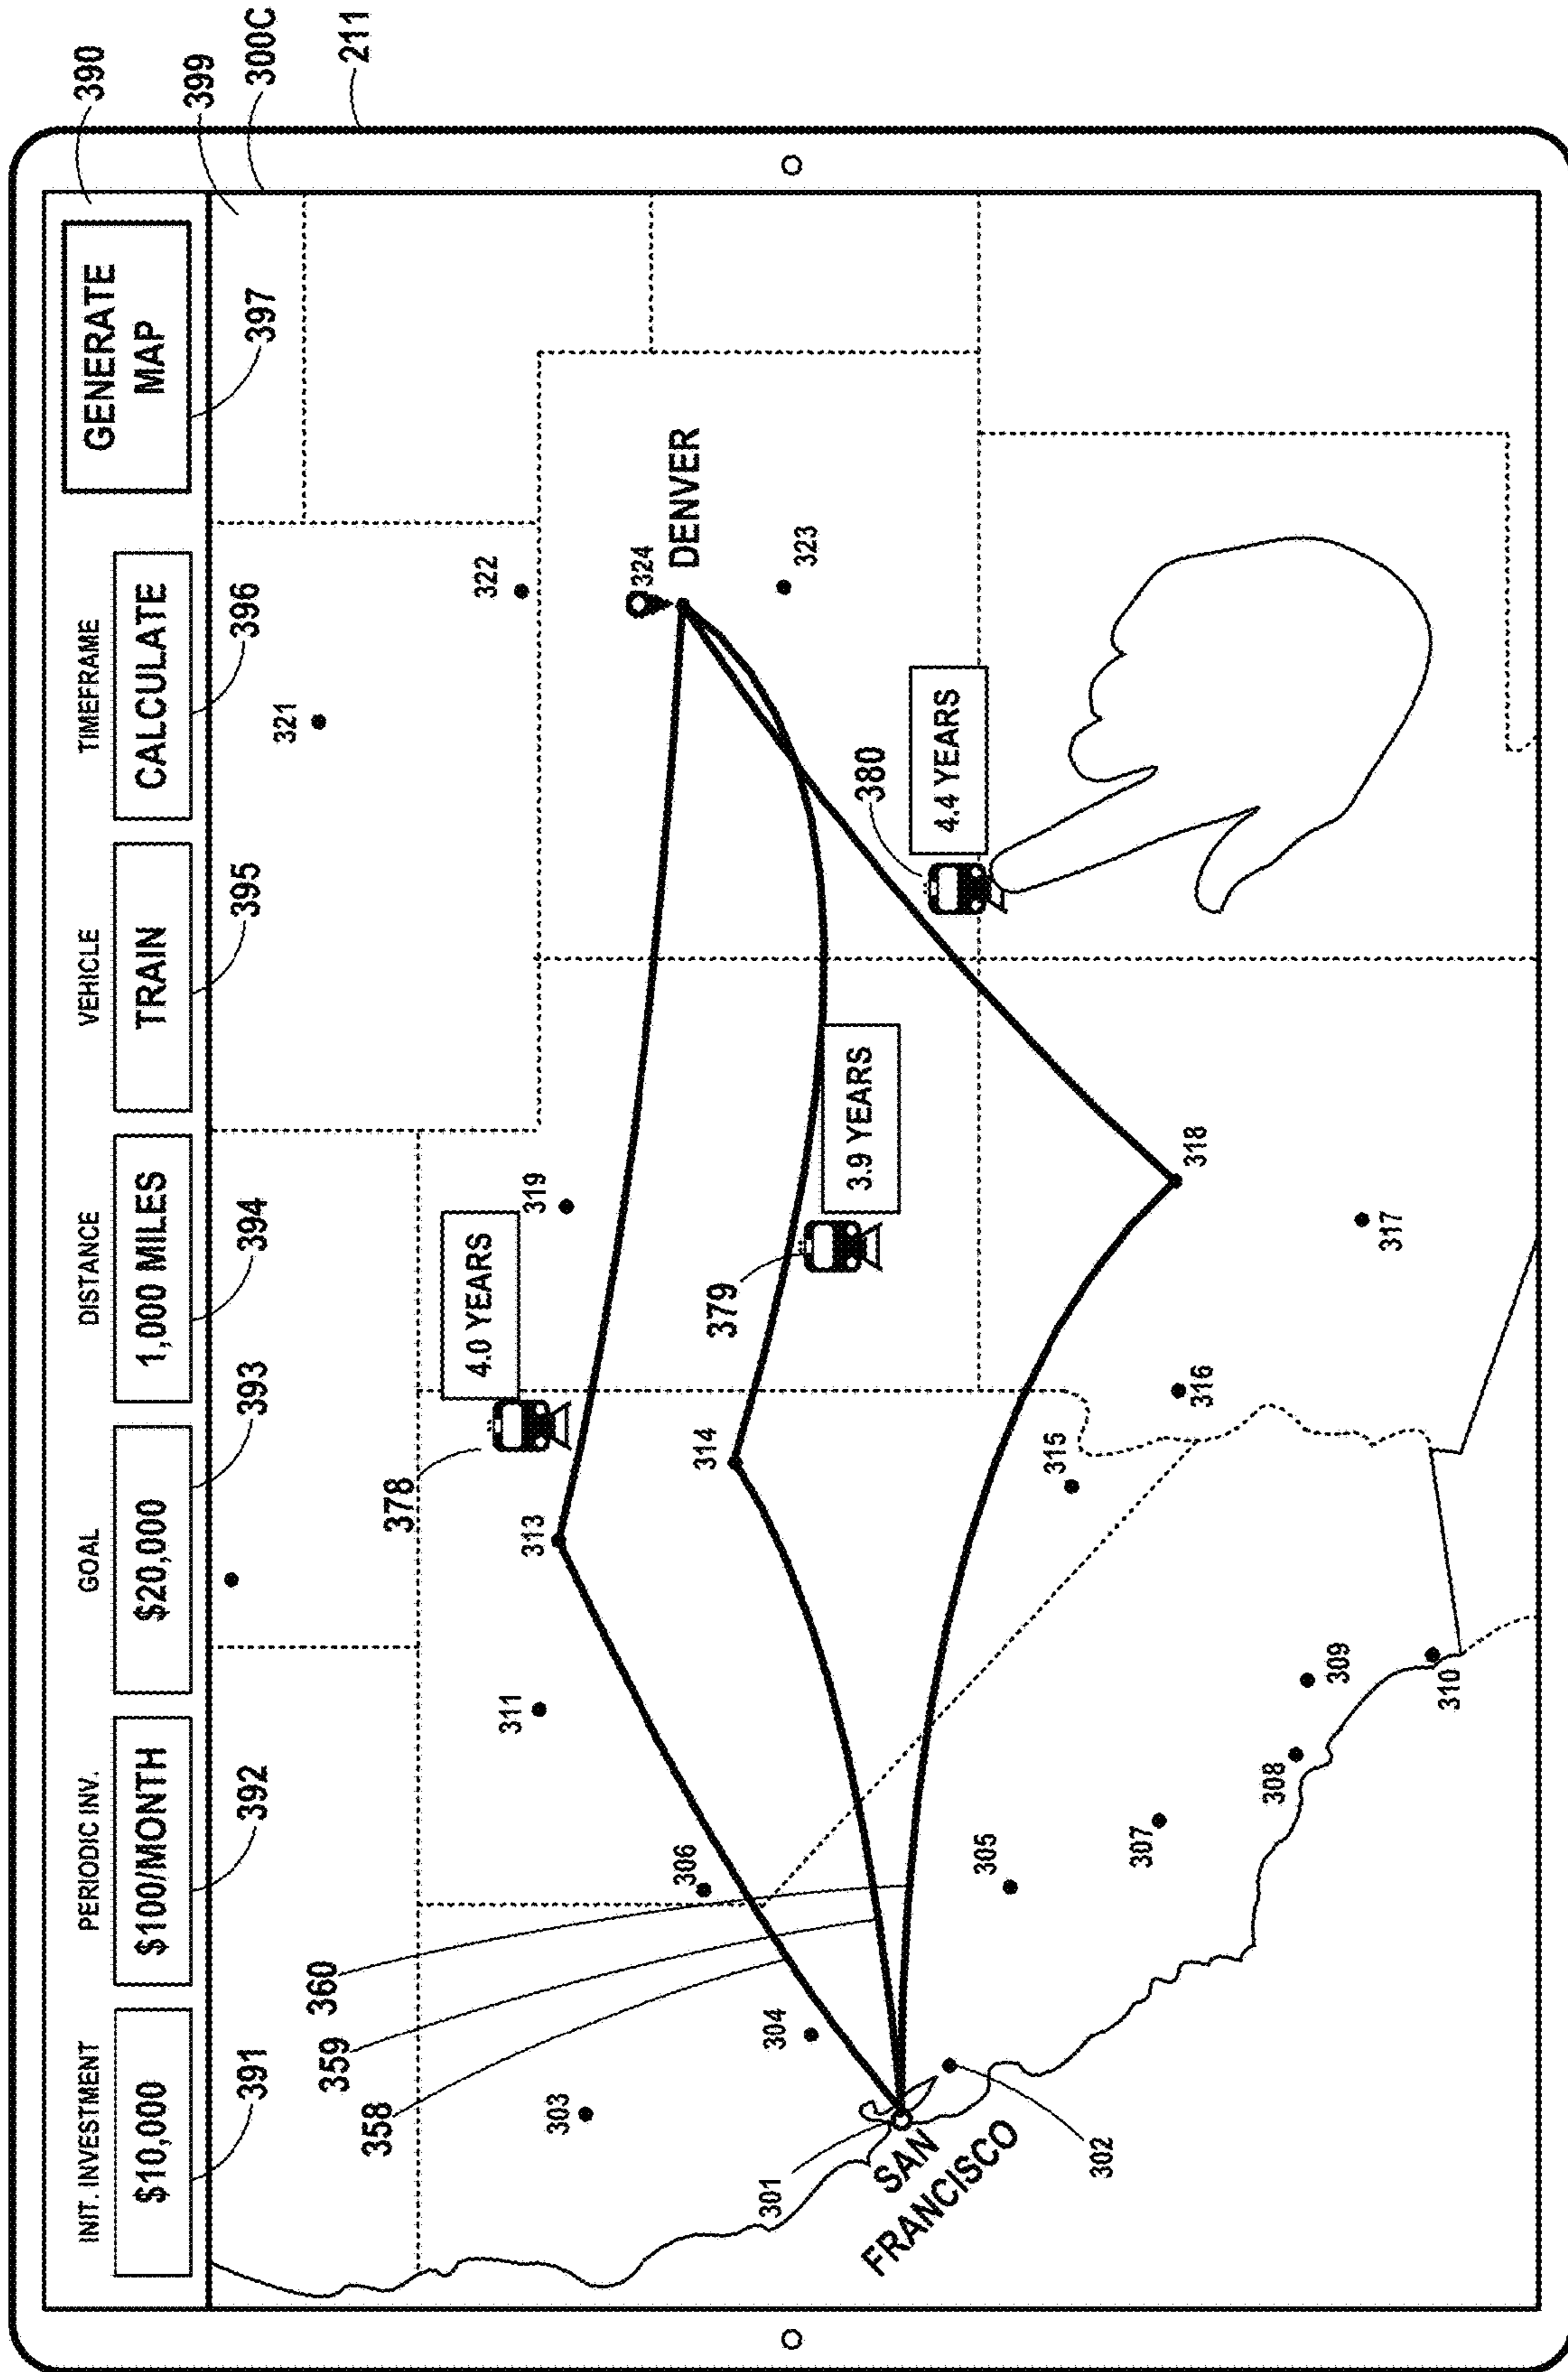 390
399
300C
211
INIT. INVESTMENT
PERIODIC INV.
GOAL
DISTANCE
VEHICLE
TIMEFRAME
$10,000
$100/MONTH
$20,000
1,000 MILES
TRAIN
CALCULATE
GENERATE
MAP
391
392
393
394
395
396
397
321
322
324
DENVER
323
378
4.0 YEARS
319
313
311
303
358
359
360
306
304
314
379
3.9 YEARS
380
4.4 YEARS
301
SAN
FRANCISCO
302
305
307
308
309
310
315
316
317
318